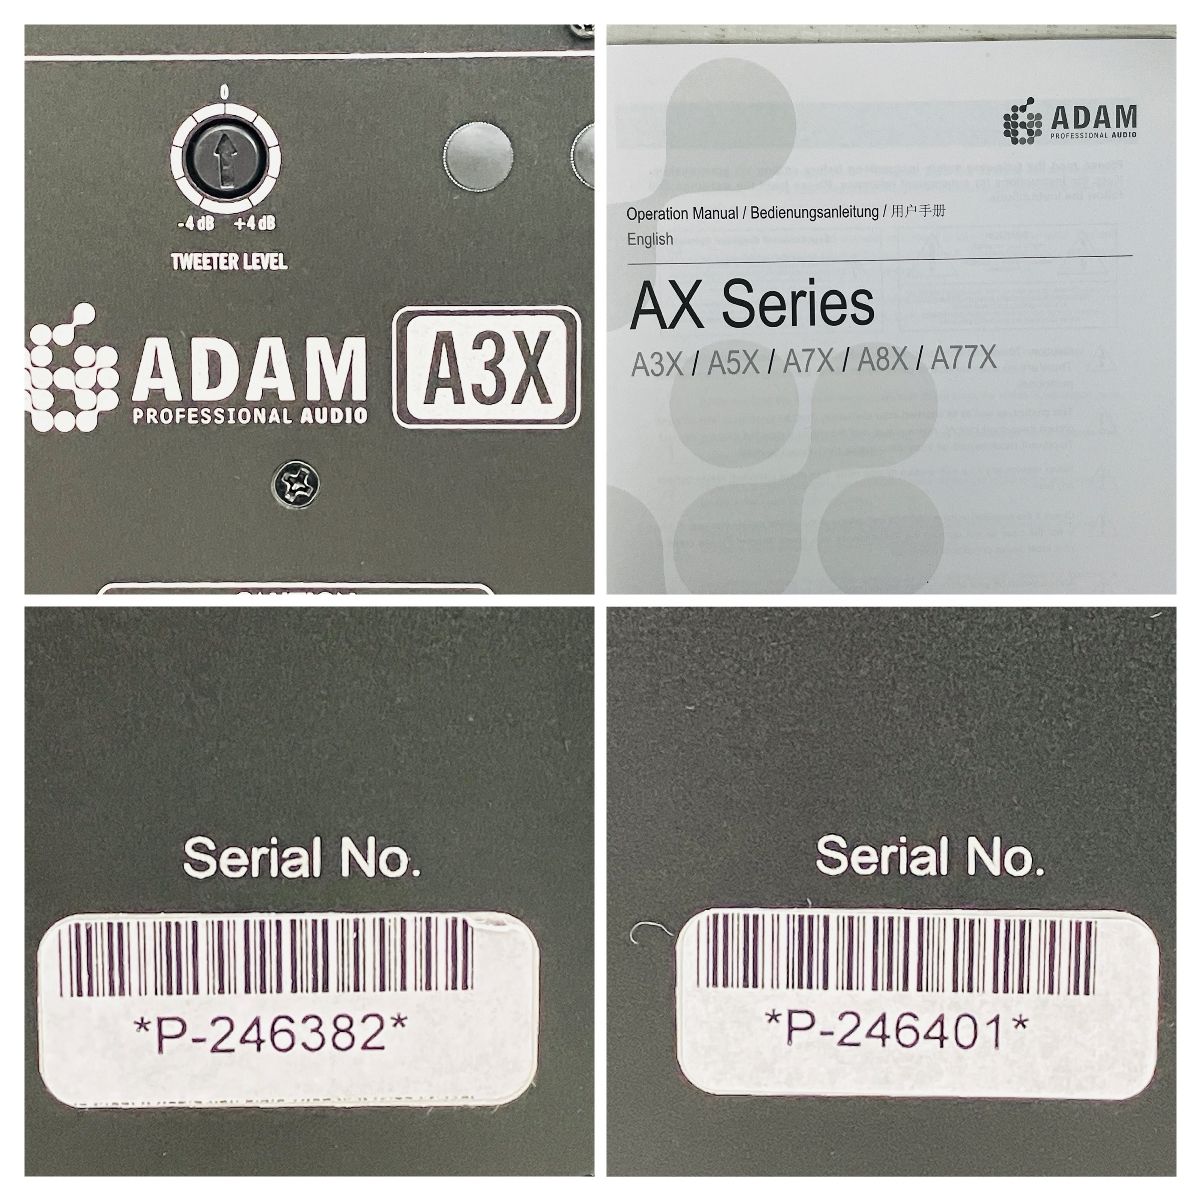 0
-4 dB +4 dB
TWEETER LEVEL
ADAM
PROFESSIONAL AUDIO
A3X
CAUTION
ADAM
PROFESSIONAL AUDIO
Operation Manual / Bedienungsanleitung / 用户手册
English
AX Series
A3X / A5X / A7X / A8X / A77X
Serial No.
*P-246382*
Serial No.
*P-246401*